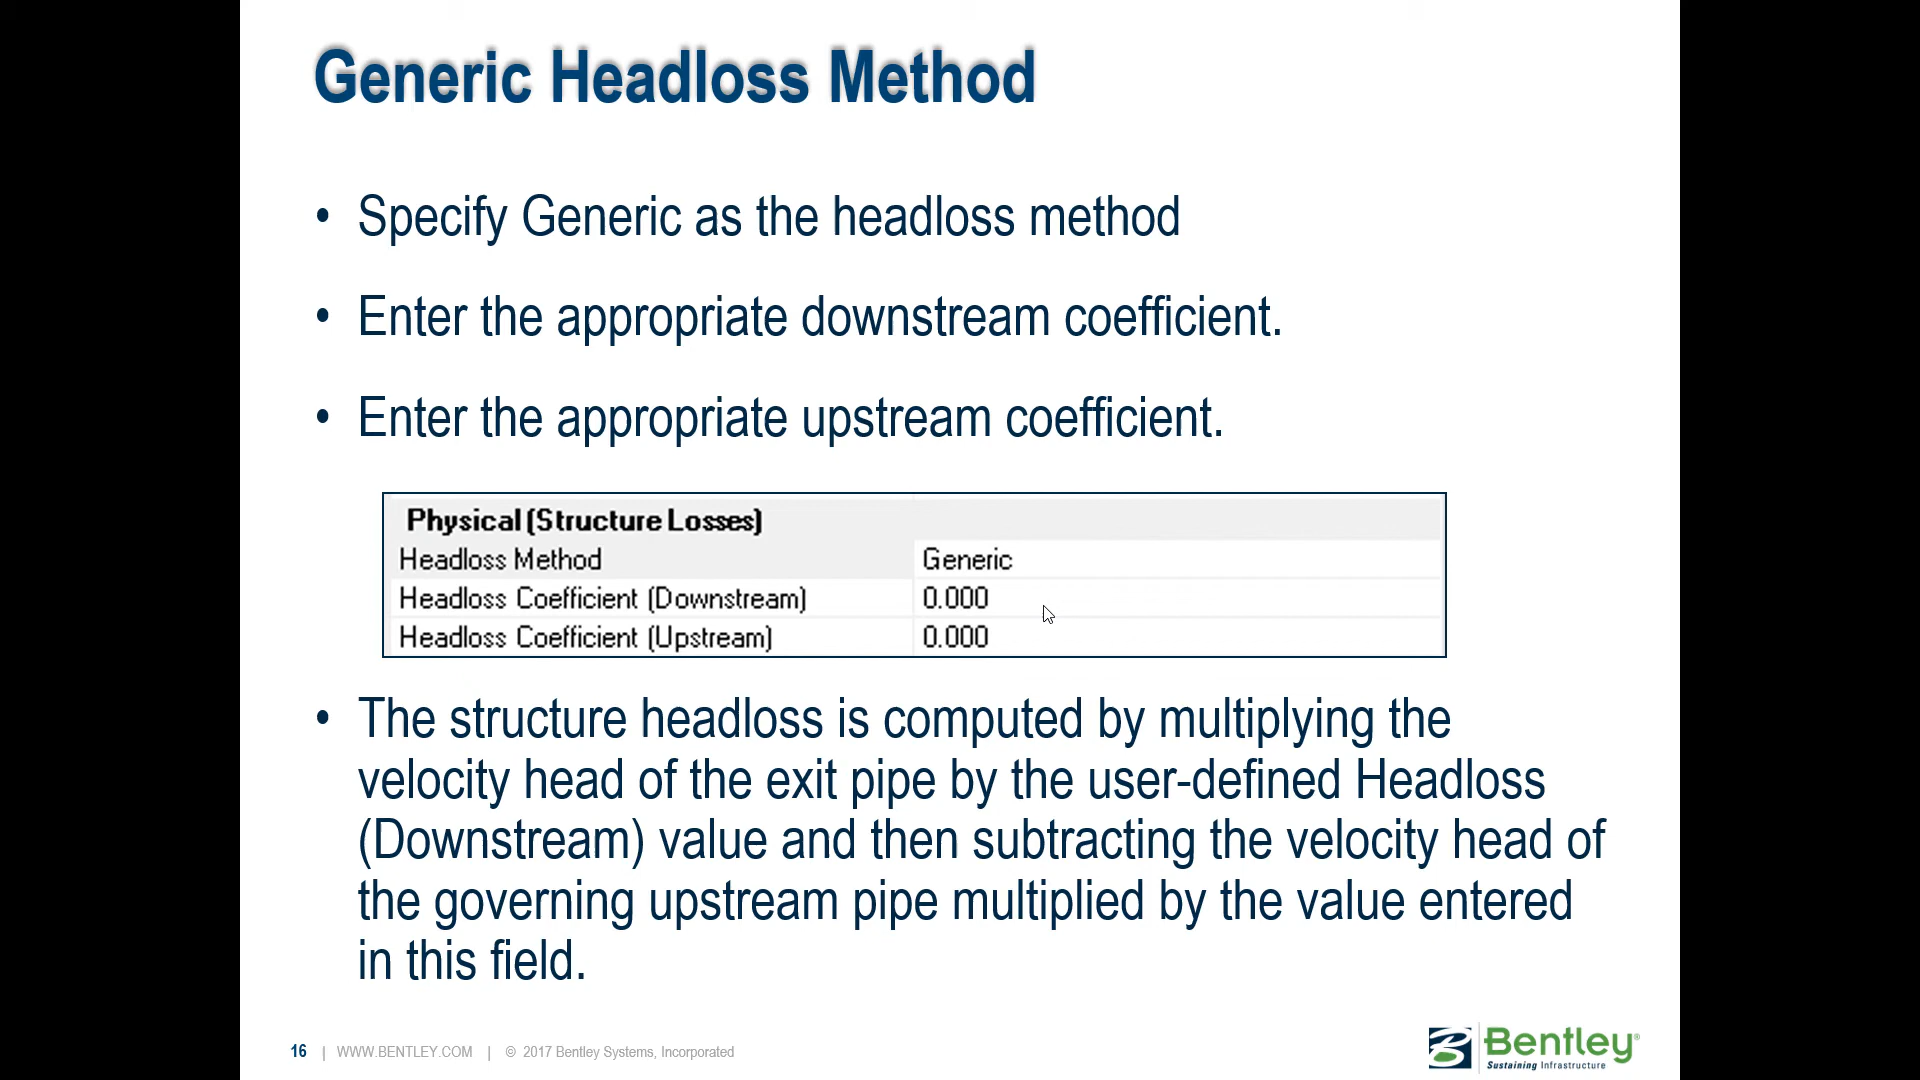 Generic Headloss Method
• Specify Generic as the headloss method
• Enter the appropriate downstream coefficient.
• Enter the appropriate upstream coefficient.
Physical (Structure Losses)
Headloss Method Generic
Headloss Coefficient (Downstream) 0.000
Headloss Coefficient (Upstream) 0.000
• The structure headloss is computed by multiplying the
velocity head of the exit pipe by the user-defined Headloss
(Downstream) value and then subtracting the velocity head of
the governing upstream pipe multiplied by the value entered
in this field.
16 | WWW.BENTLEY.COM | © 2017 Bentley Systems, Incorporated
Bentley®
Sustaining Infrastructure